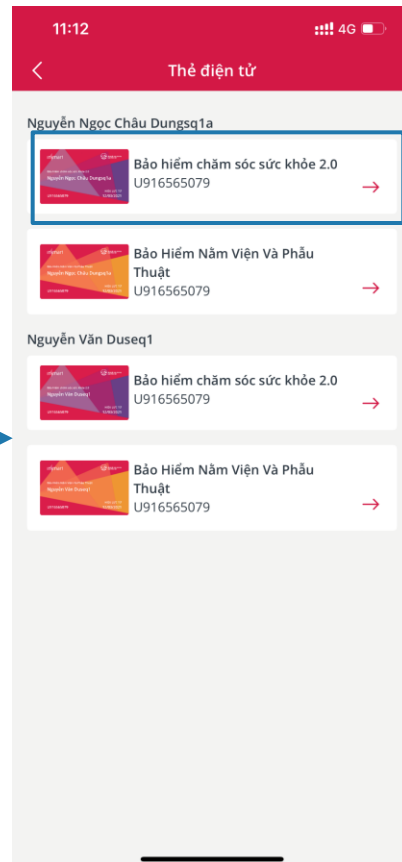 11:12
4G
Thẻ điện tử
Nguyễn Ngọc Châu Dungsq1a
Bảo hiểm chăm sóc sức khỏe 2.0
U916565079
Bảo Hiểm Nằm Viện Và Phẫu
Thuật
U916565079
Nguyễn Văn Duseq1
Bảo hiểm chăm sóc sức khỏe 2.0
U916565079
Bảo Hiểm Nằm Viện Và Phẫu
Thuật
U916565079